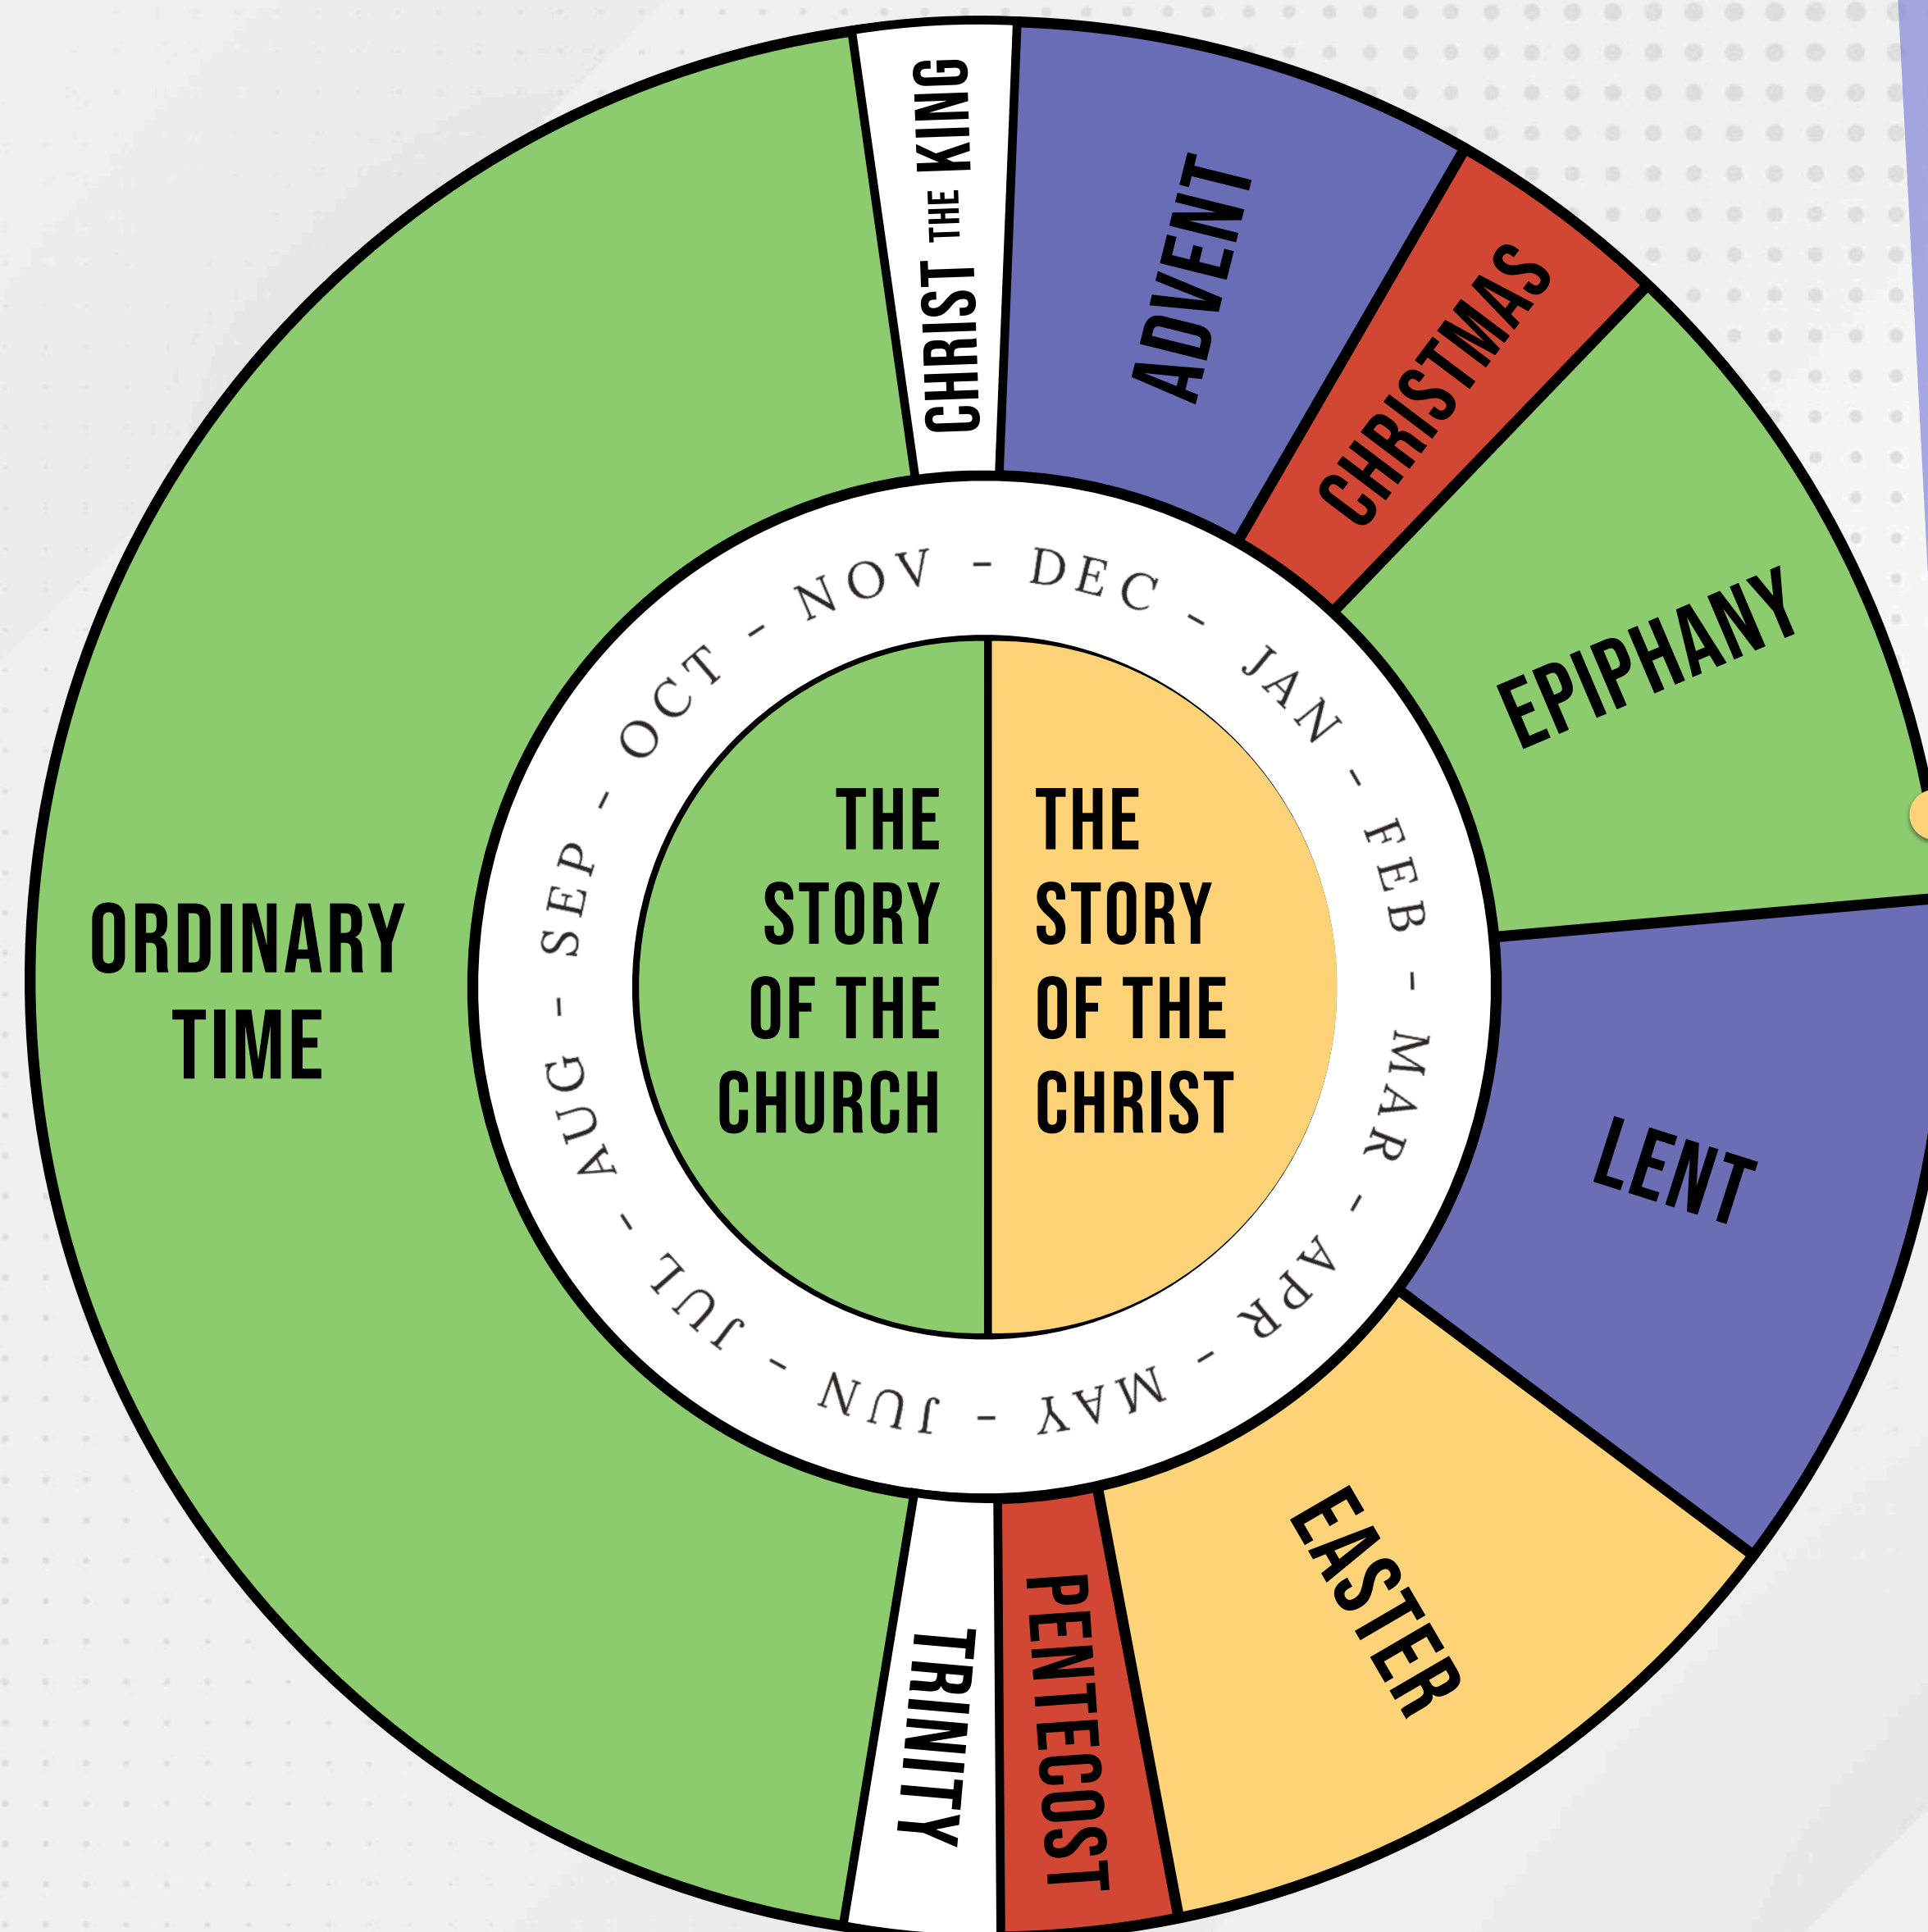 CHRIST THE KING
ADVENT
CHRISTMAS
EPIPHANY
LENT
EASTER
PENTECOST
TRINITY
ORDINARY
TIME
DEC - JAN - FEB - MAR - APR - MAY - JUN - JUL - AUG - SEP - OCT - NOV -
THE
STORY
OF THE
CHURCH
THE
STORY
OF THE
CHRIST